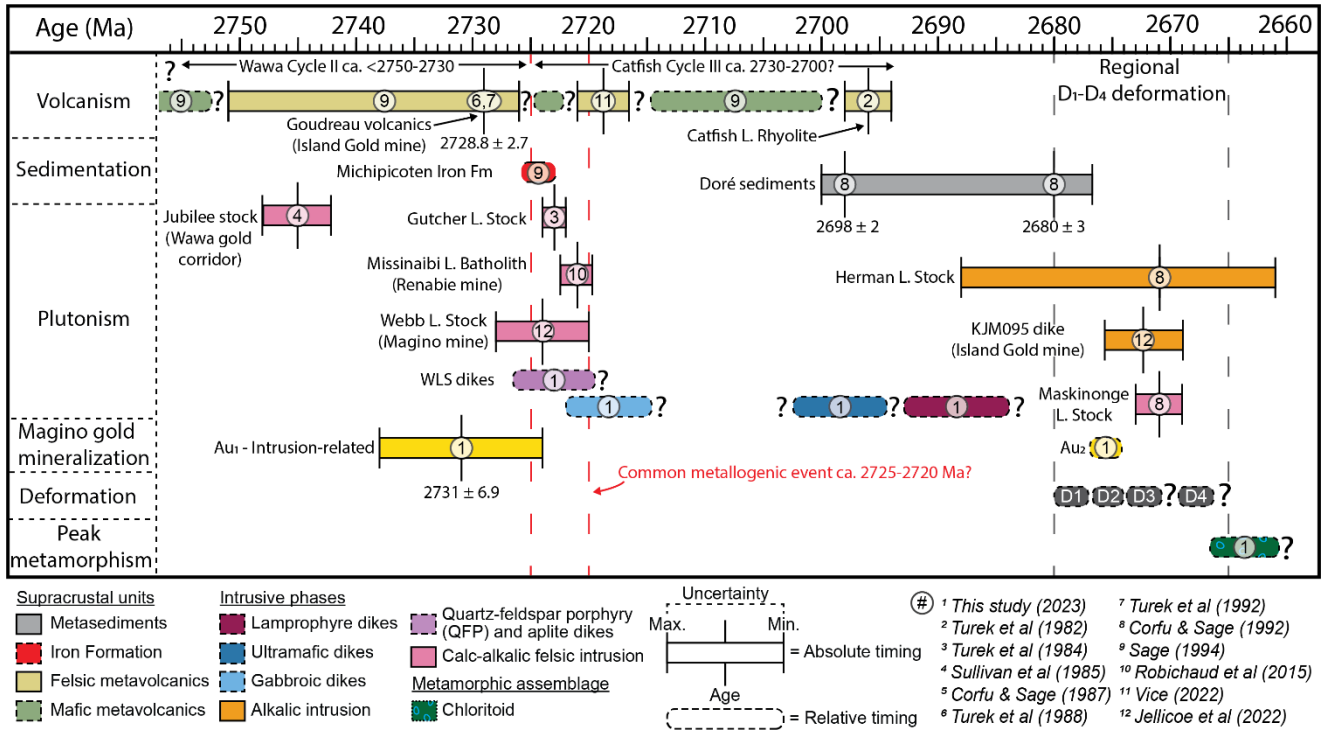 Age (Ma)
2750 2740 2730 2720 2710 2700 2690 2680 2670 2660
? Wawa Cycle II ca. <2750-2730 Catfish Cycle III ca. 2730-2700? Regional
D₁-D₄ deformation
Volcanism
9 ? 9 6,7 ? ? 11 ? 9 ? 2
Goudreau volcanics
(Island Gold mine) 2728.8 ± 2.7
Catfish L. Rhyolite
Sedimentation
Michipicoten Iron Fm 9
Doré sediments 8 8
2698 ± 2 2680 ± 3
Plutonism
Jubilee stock
(Wawa gold
corridor)
4
Gutcher L. Stock 3
Missinaibi L. Batholith
(Renabie mine)
10
Herman L. Stock 8
Webb L. Stock
(Magino mine)
12
KJM095 dike
(Island Gold mine)
12
WLS dikes 1 ?
1 ? ? 1 ? 1 ?
Maskinonge
L. Stock
8
Magino gold
mineralization
Au₁ - Intrusion-related 1
2731 ± 6.9
Au₂ 1
Common metallogenic event ca. 2725-2720 Ma?
Deformation
D1 D2 D3 ? D4 ?
Peak
metamorphism
1 ?
Supracrustal units
Metasediments
Iron Formation
Felsic metavolcanics
Mafic metavolcanics
Intrusive phases
Lamprophyre dikes
Ultramafic dikes
Gabbroic dikes
Alkalic intrusion
Quartz-feldspar porphyry
(QFP) and aplite dikes
Calc-alkalic felsic intrusion
Metamorphic assemblage
Chloritoid
Uncertainty
Max. Min.
= Absolute timing
Age
= Relative timing
#
¹ This study (2023)
² Turek et al (1982)
³ Turek et al (1984)
⁴ Sullivan et al (1985)
⁵ Corfu & Sage (1987)
⁶ Turek et al (1988)
⁷ Turek et al (1992)
⁸ Corfu & Sage (1992)
⁹ Sage (1994)
¹⁰ Robichaud et al (2015)
¹¹ Vice (2022)
¹² Jellicoe et al (2022)